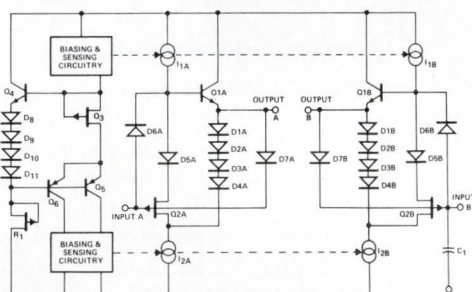 BIASING &
SENSING
CIRCUITRY
I1A
I1B
Q4
Q1A
Q1B
OUTPUT
A
OUTPUT
B
Q3
D8
D9
D10
D11
D6A
D5A
D1A
D2A
D3A
D4A
D7A
D7B
D1B
D2B
D3B
D4B
D6B
D5B
Q6
Q5
INPUT A
Q2A
Q2B
INPUT
B
R1
BIASING &
SENSING
CIRCUITRY
I2A
I2B
C1